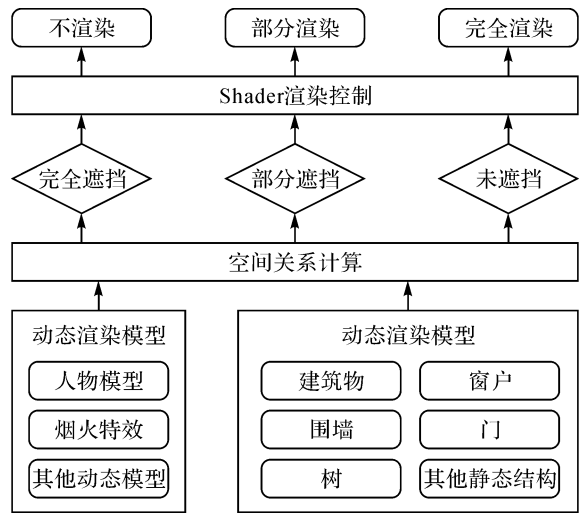 不渲染
部分渲染
完全渲染
Shader渲染控制
完全遮挡
部分遮挡
未遮挡
空间关系计算
动态渲染模型
人物模型
烟火特效
其他动态模型
动态渲染模型
建筑物
窗户
围墙
门
树
其他静态结构